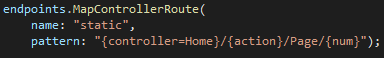 endpoints.MapControllerRoute(
name: "static",
pattern: "{controller=Home}/{action}/Page/{num}");